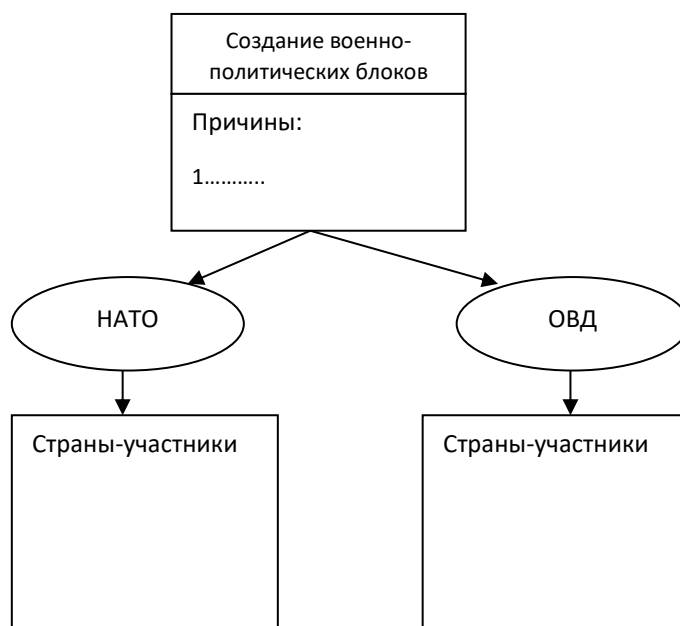 Создание военно-
политических блоков
Причины:
1………..
НАТО
ОВД
Страны-участники
Страны-участники